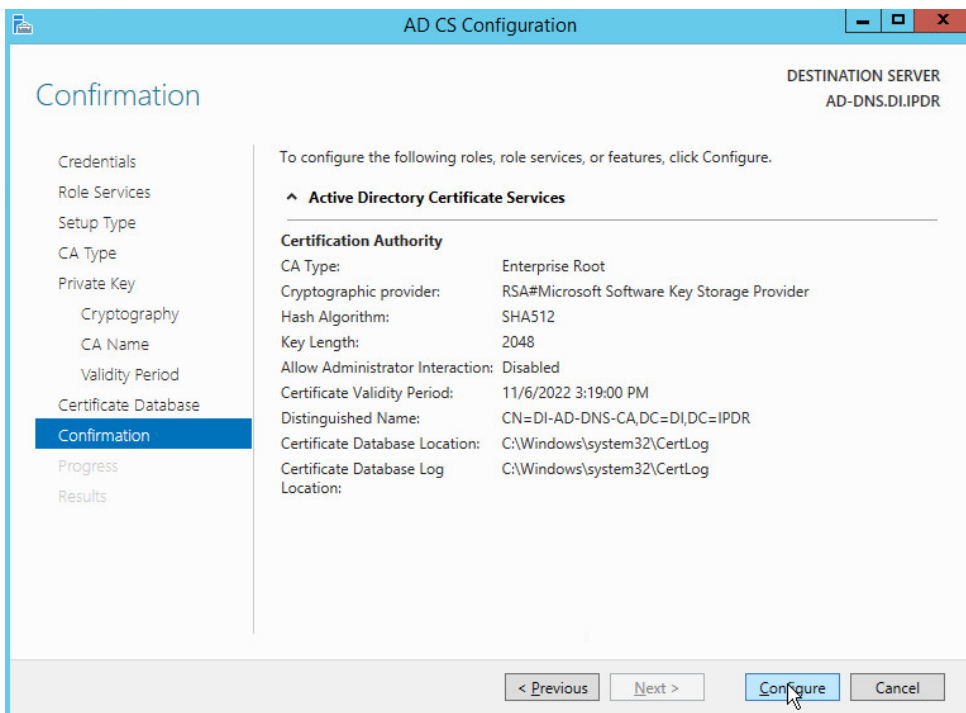 AD CS Configuration
DESTINATION SERVER
AD-DNS.DI.IPDR
Confirmation
Credentials
Role Services
Setup Type
CA Type
Private Key
Cryptography
CA Name
Validity Period
Certificate Database
Confirmation
Progress
Results
To configure the following roles, role services, or features, click Configure.
Active Directory Certificate Services
Certification Authority
CA Type: Enterprise Root
Cryptographic provider: RSA#Microsoft Software Key Storage Provider
Hash Algorithm: SHA512
Key Length: 2048
Allow Administrator Interaction: Disabled
Certificate Validity Period: 11/6/2022 3:19:00 PM
Distinguished Name: CN=DI-AD-DNS-CA,DC=DI,DC=IPDR
Certificate Database Location: C:\Windows\system32\CertLog
Certificate Database Log C:\Windows\system32\CertLog
Location:
< Previous Next > Configure Cancel